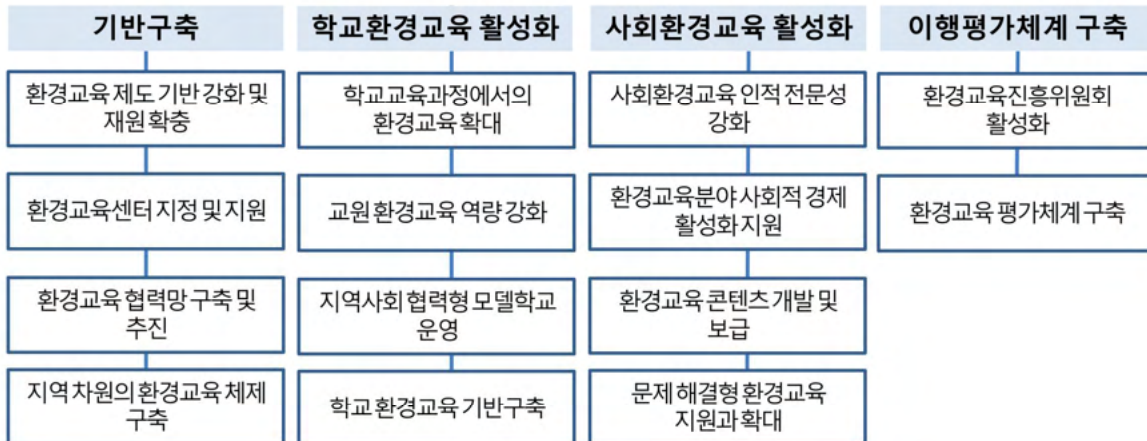 기반구축
환경교육 제도 기반 강화 및
재원 확충
환경교육센터 지정 및 지원
환경교육 협력망 구축 및
추진
지역 차원의 환경교육 체제
구축
학교환경교육 활성화
학교교육과정에서의
환경교육 확대
교원 환경교육 역량 강화
지역사회 협력형 모델학교
운영
학교 환경교육 기반구축
사회환경교육 활성화
사회환경교육 인적 전문성
강화
환경교육분야 사회적 경제
활성화 지원
환경교육 콘텐츠 개발 및
보급
문제 해결형 환경교육
지원과 확대
이행평가체계 구축
환경교육진흥위원회
활성화
환경교육 평가체계 구축